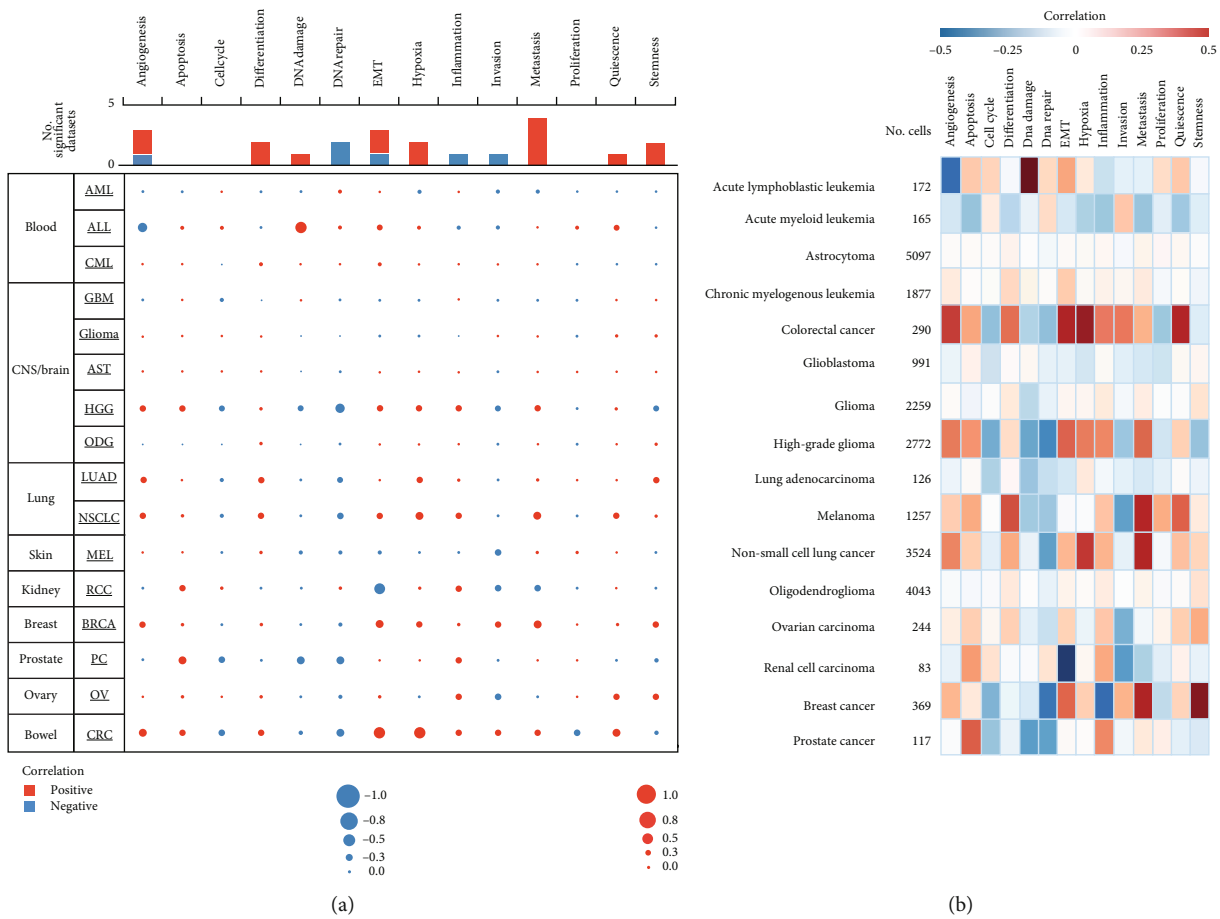 Angiogenesis
Apoptosis
Cellcycle
Differentiation
DNAdamage
DNArepair
EMT
Hypoxia
Inflammation
Invasion
Metastasis
Proliferation
Quiescence
Stemness
No.
significant
datasets
5
0
Blood
AML
ALL
CML
CNS/brain
GBM
Glioma
AST
HGG
ODG
Lung
LUAD
NSCLC
Skin
MEL
Kidney
RCC
Breast
BRCA
Prostate
PC
Ovary
OV
Bowel
CRC
Correlation
Positive
Negative
–1.0
–0.8
–0.5
–0.3
0.0
1.0
0.8
0.5
0.3
0.0
(a)
Correlation
–0.5
–0.25
0
0.25
0.5
No. cells
Angiogenesis
Apoptosis
Cell cycle
Differentiation
Dna damage
Dna repair
EMT
Hypoxia
Inflammation
Invasion
Metastasis
Proliferation
Quiescence
Stemness
Acute lymphoblastic leukemia 172
Acute myeloid leukemia 165
Astrocytoma 5097
Chronic myelogenous leukemia 1877
Colorectal cancer 290
Glioblastoma 991
Glioma 2259
High-grade glioma 2772
Lung adenocarcinoma 126
Melanoma 1257
Non-small cell lung cancer 3524
Oligodendroglioma 4043
Ovarian carcinoma 244
Renal cell carcinoma 83
Breast cancer 369
Prostate cancer 117
(b)